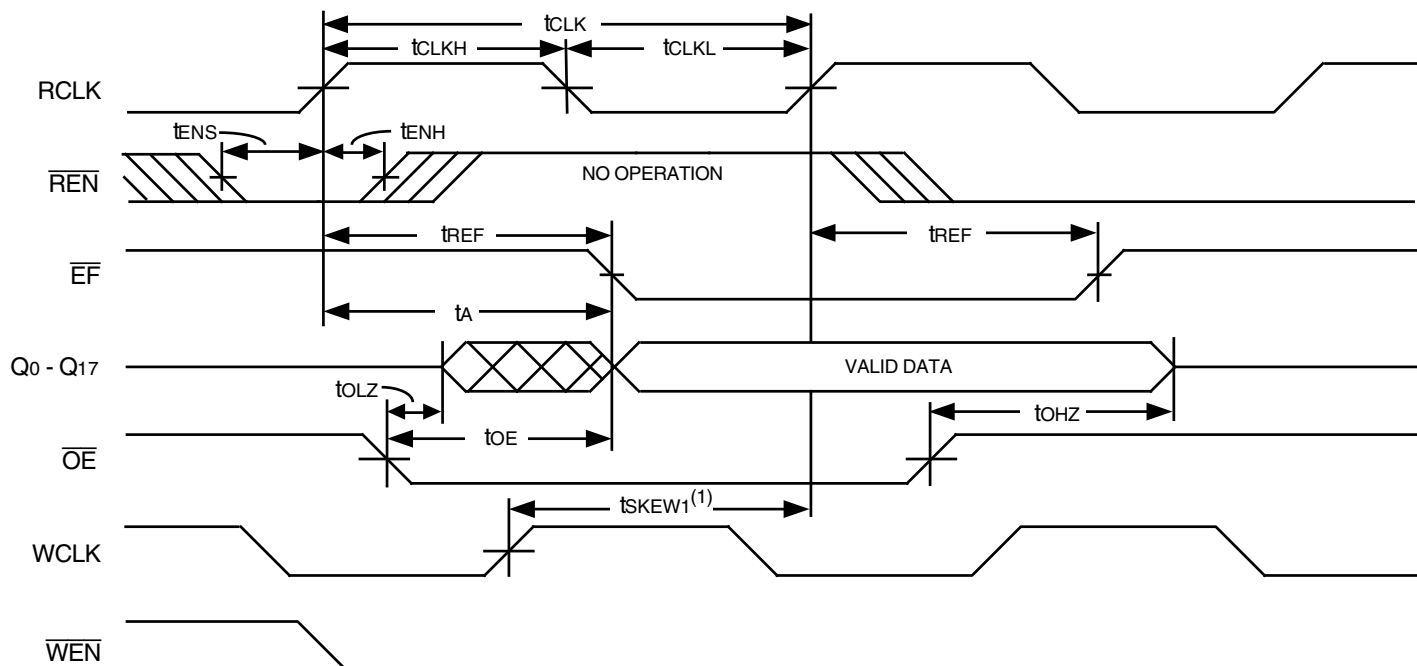 tCLK
tCLKH
tCLKL
RCLK
tENS
tENH
REN
NO OPERATION
tREF
tREF
EF
tA
Q0 - Q17
VALID DATA
tOLZ
tOHZ
tOE
OE
tSKEW1(1)
WCLK
WEN